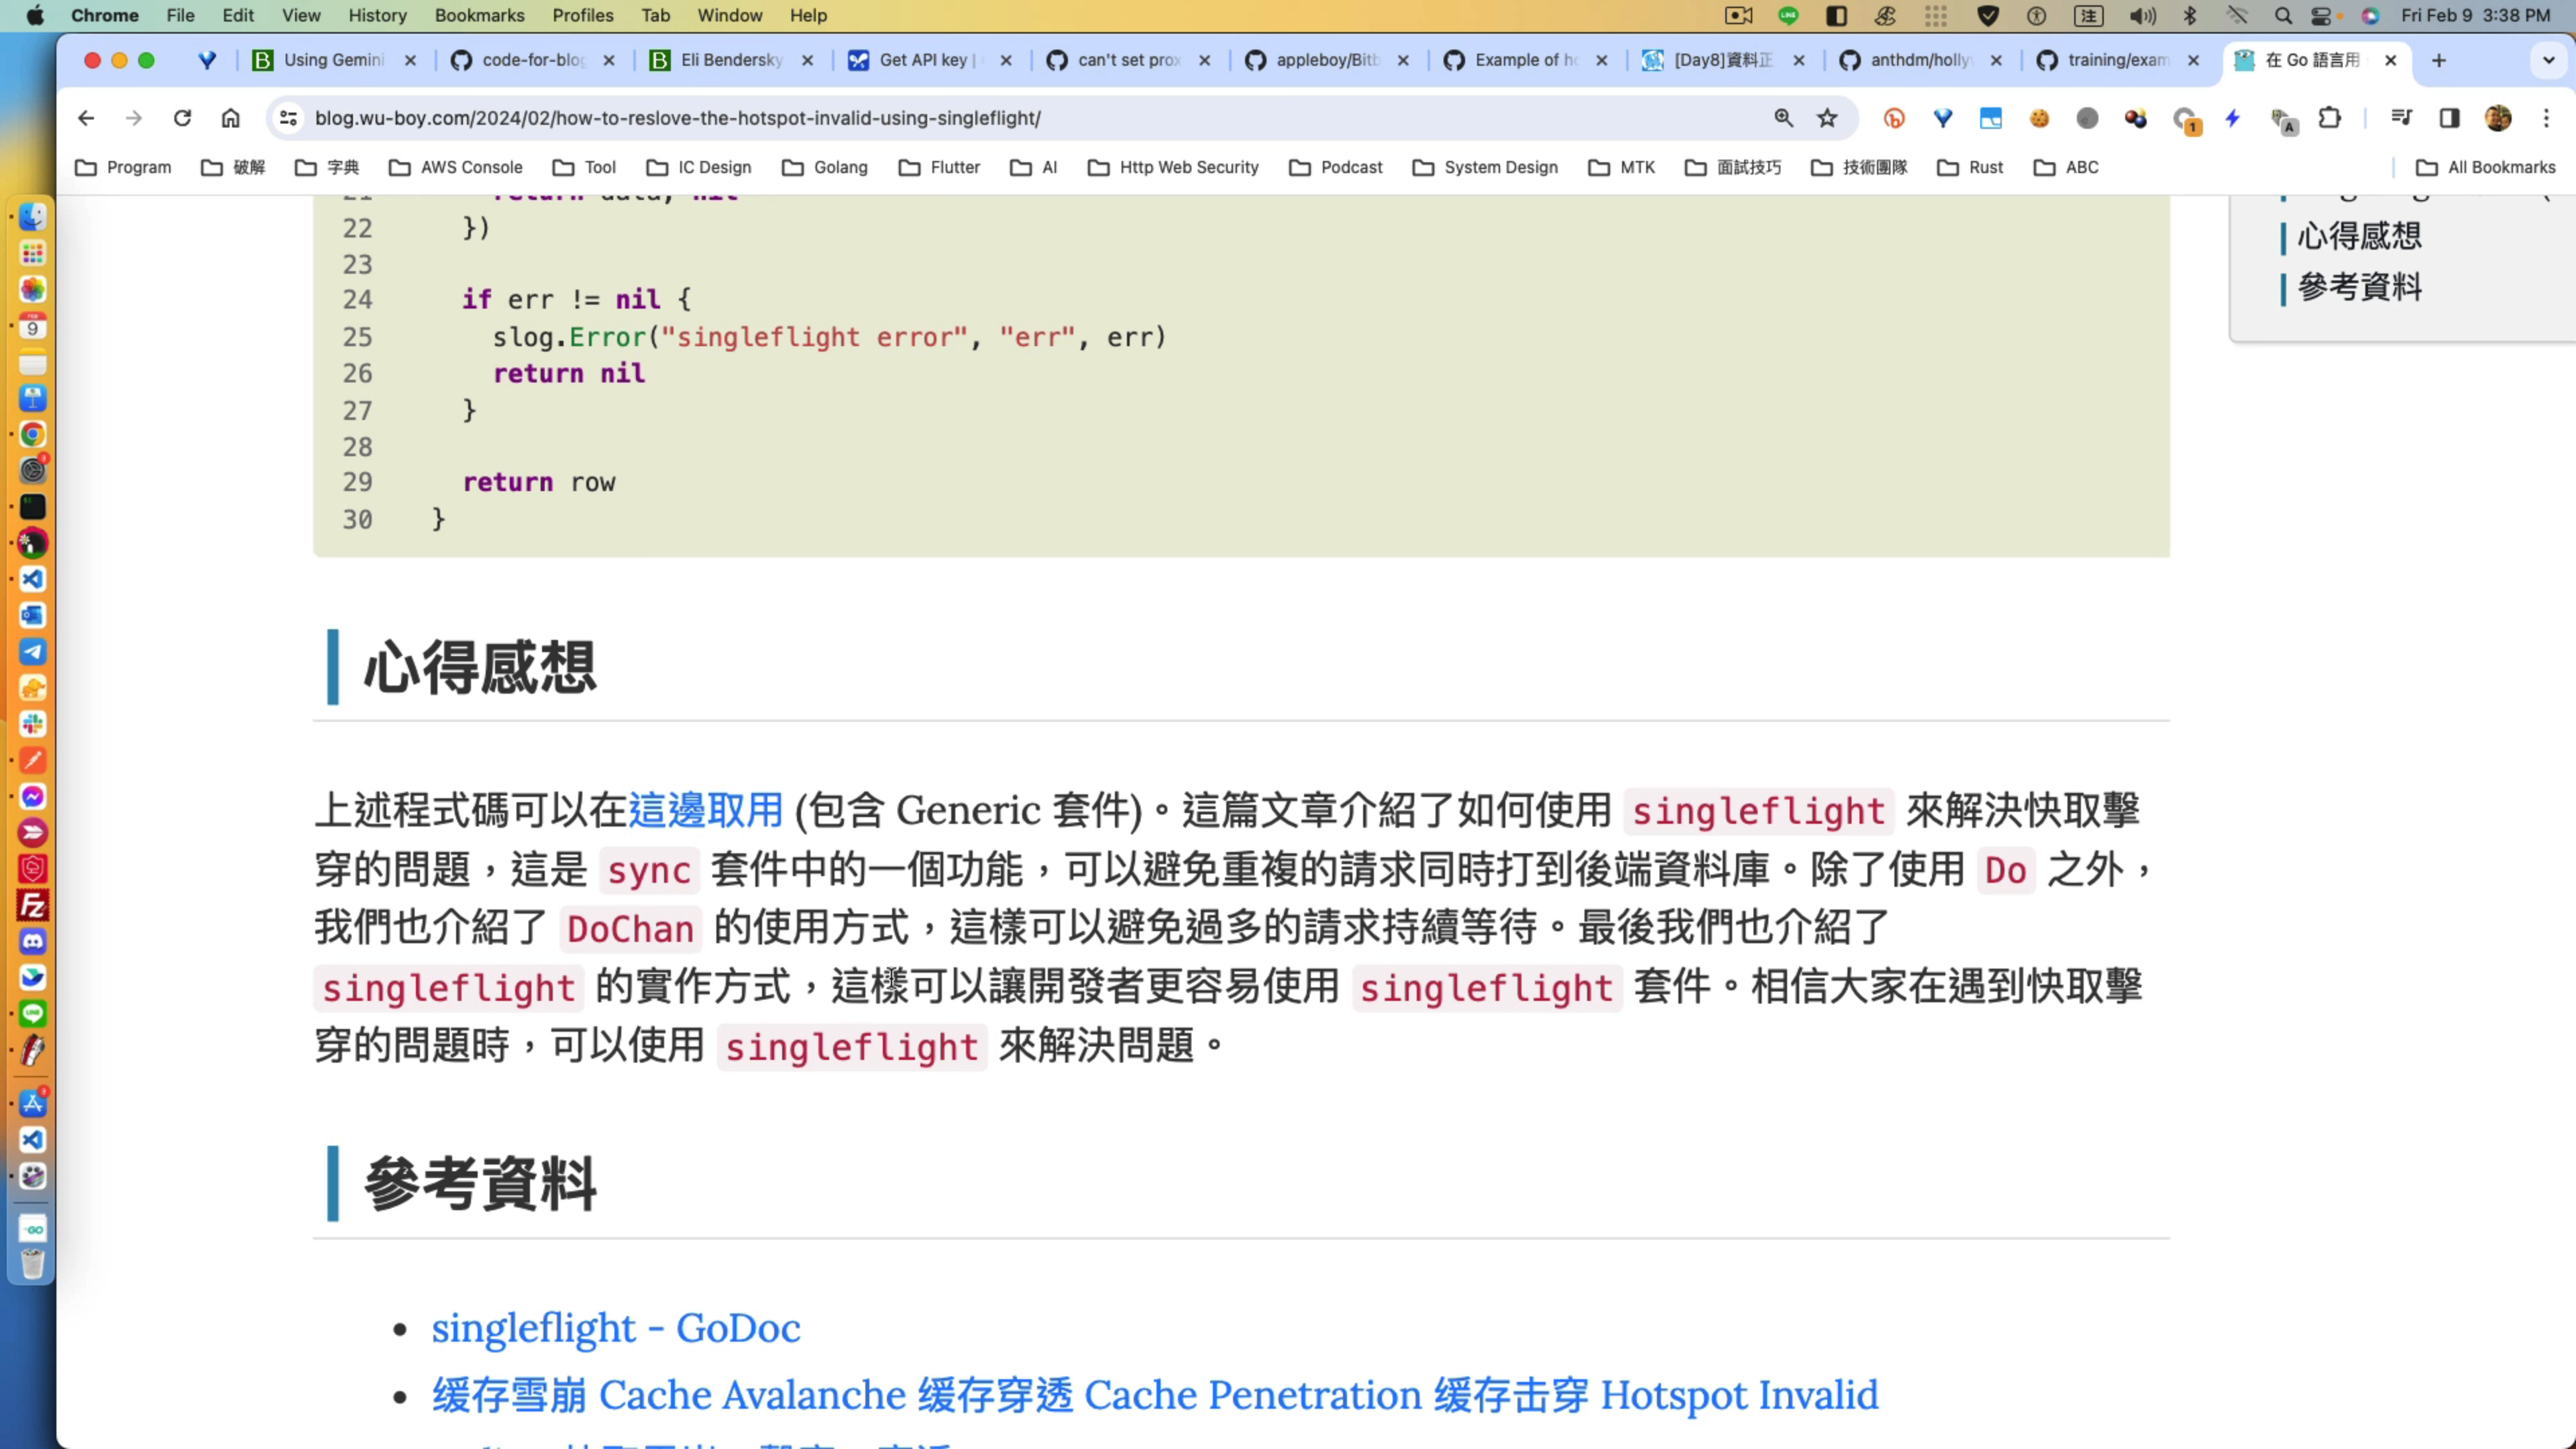 Chrome File Edit View History Bookmarks Profiles Tab Window Help Fri Feb 9 3:38 PM
Using Gemini code-for-blog Eli Bendersky Get API key | can't set prox appleboy/Bitb Example of ho [Day8]資料正 anthdm/holly training/exam 在 Go 語言用
blog.wu-boy.com/2024/02/how-to-reslove-the-hotspot-invalid-using-singleflight/
Program 破解 字典 AWS Console Tool IC Design Golang Flutter AI Http Web Security Podcast System Design MTK 面試技巧 技術團隊 Rust ABC All Bookmarks
21 return data, nil
22 })
23
24 if err != nil {
25 slog.Error("singleflight error", "err", err)
26 return nil
27 }
28
29 return row
30 }
心得感想
參考資料
心得感想
上述程式碼可以在這邊取用 (包含 Generic 套件)。這篇文章介紹了如何使用 singleflight 來解決快取擊
穿的問題，這是 sync 套件中的一個功能，可以避免重複的請求同時打到後端資料庫。除了使用 Do 之外，
我們也介紹了 DoChan 的使用方式，這樣可以避免過多的請求持續等待。最後我們也介紹了
singleflight 的實作方式，這樣可以讓開發者更容易使用 singleflight 套件。相信大家在遇到快取擊
穿的問題時，可以使用 singleflight 來解決問題。
參考資料
singleflight - GoDoc
缓存雪崩 Cache Avalanche 缓存穿透 Cache Penetration 缓存击穿 Hotspot Invalid